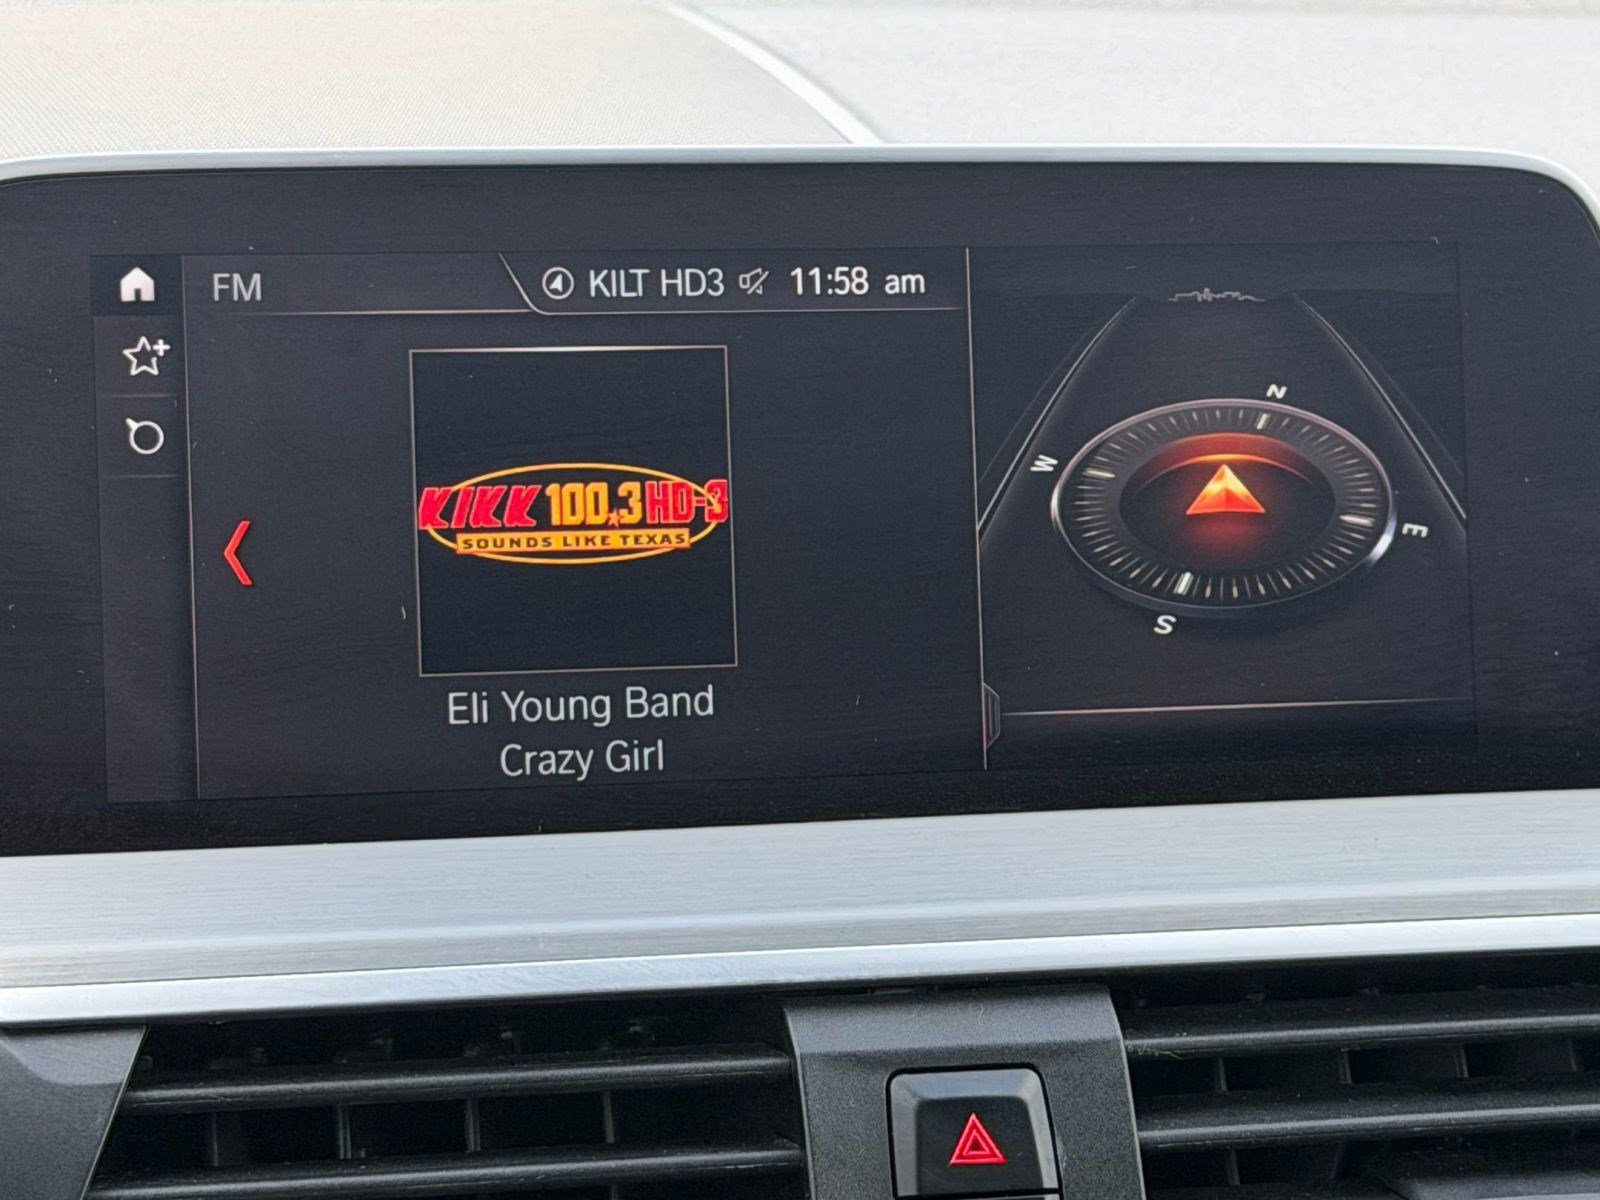 FM
KILT HD3 11:58 am
KIKK 100.3 HD-3
SOUNDS LIKE TEXAS
Eli Young Band
Crazy Girl
N
W
E
S